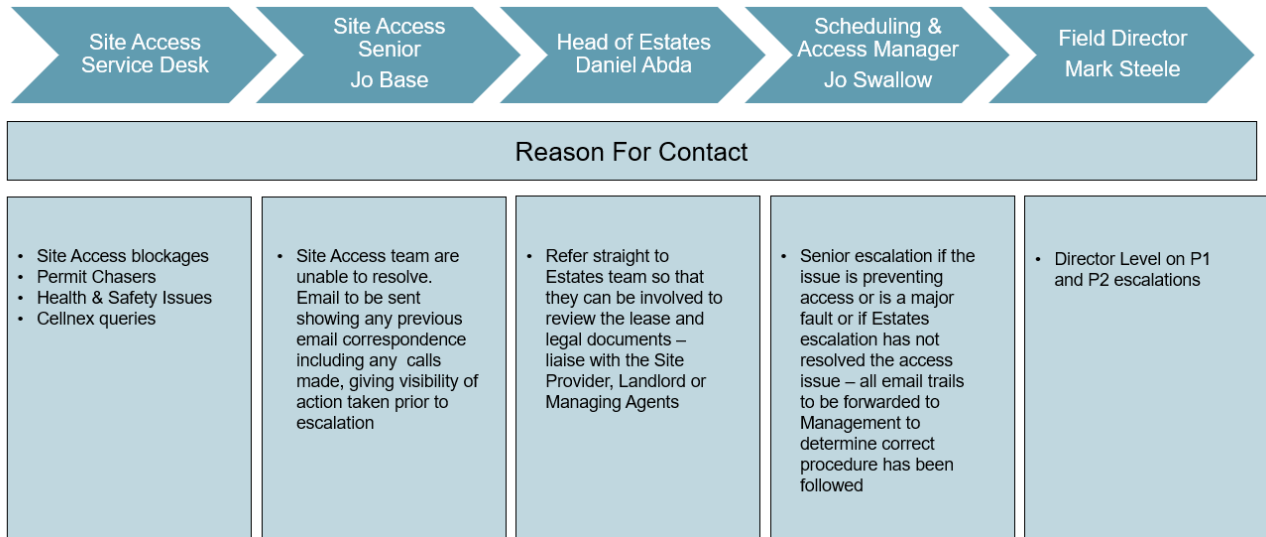 Site Access
Service Desk
Site Access
Senior
Jo Base
Head of Estates
Daniel Abda
Scheduling &
Access Manager
Jo Swallow
Field Director
Mark Steele
Reason For Contact
• Site Access blockages
• Permit Chasers
• Health & Safety Issues
• Cellnex queries
• Site Access team are
unable to resolve.
Email to be sent
showing any previous
email correspondence
including any calls
made, giving visibility of
action taken prior to
escalation
• Refer straight to
Estates team so that
they can be involved to
review the lease and
legal documents –
liaise with the Site
Provider, Landlord or
Managing Agents
• Senior escalation if the
issue is preventing
access or is a major
fault or if Estates
escalation has not
resolved the access
issue – all email trails
to be forwarded to
Management to
determine correct
procedure has been
followed
• Director Level on P1
and P2 escalations